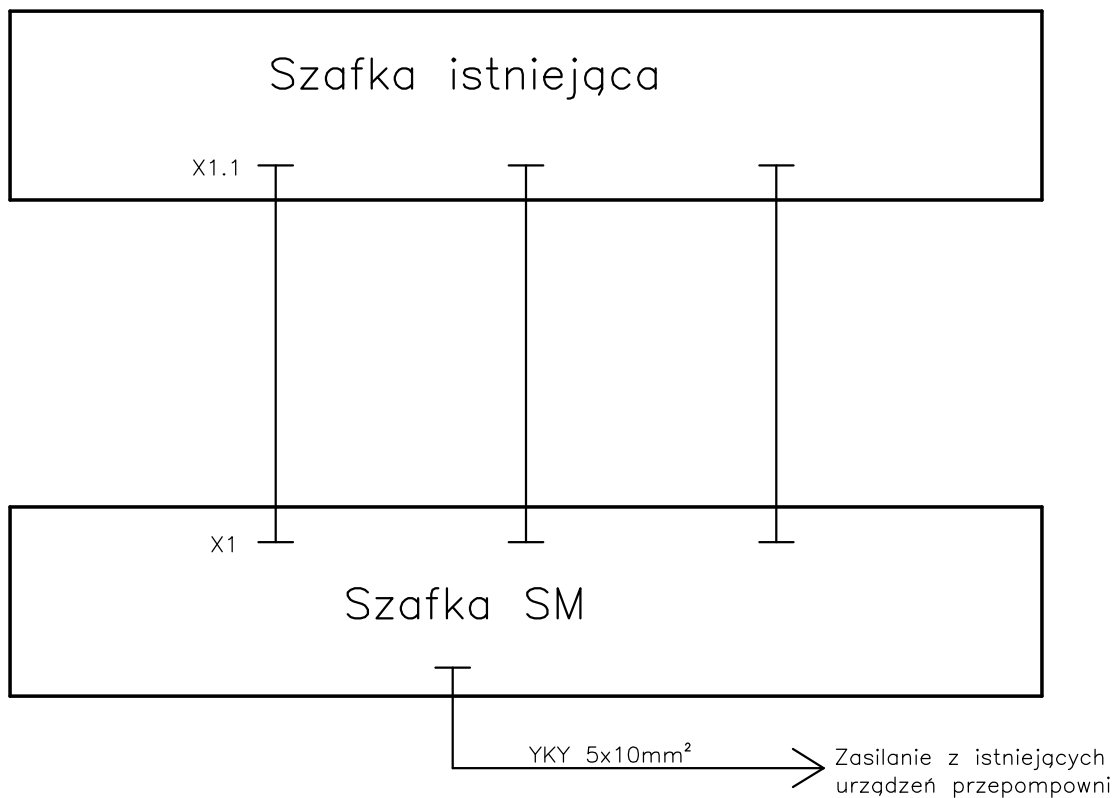 Szafka istniejąca
X1.1
X1
Szafka SM
YKY 5x10mm²
Zasilanie z istniejących
urządzeń przepompowni